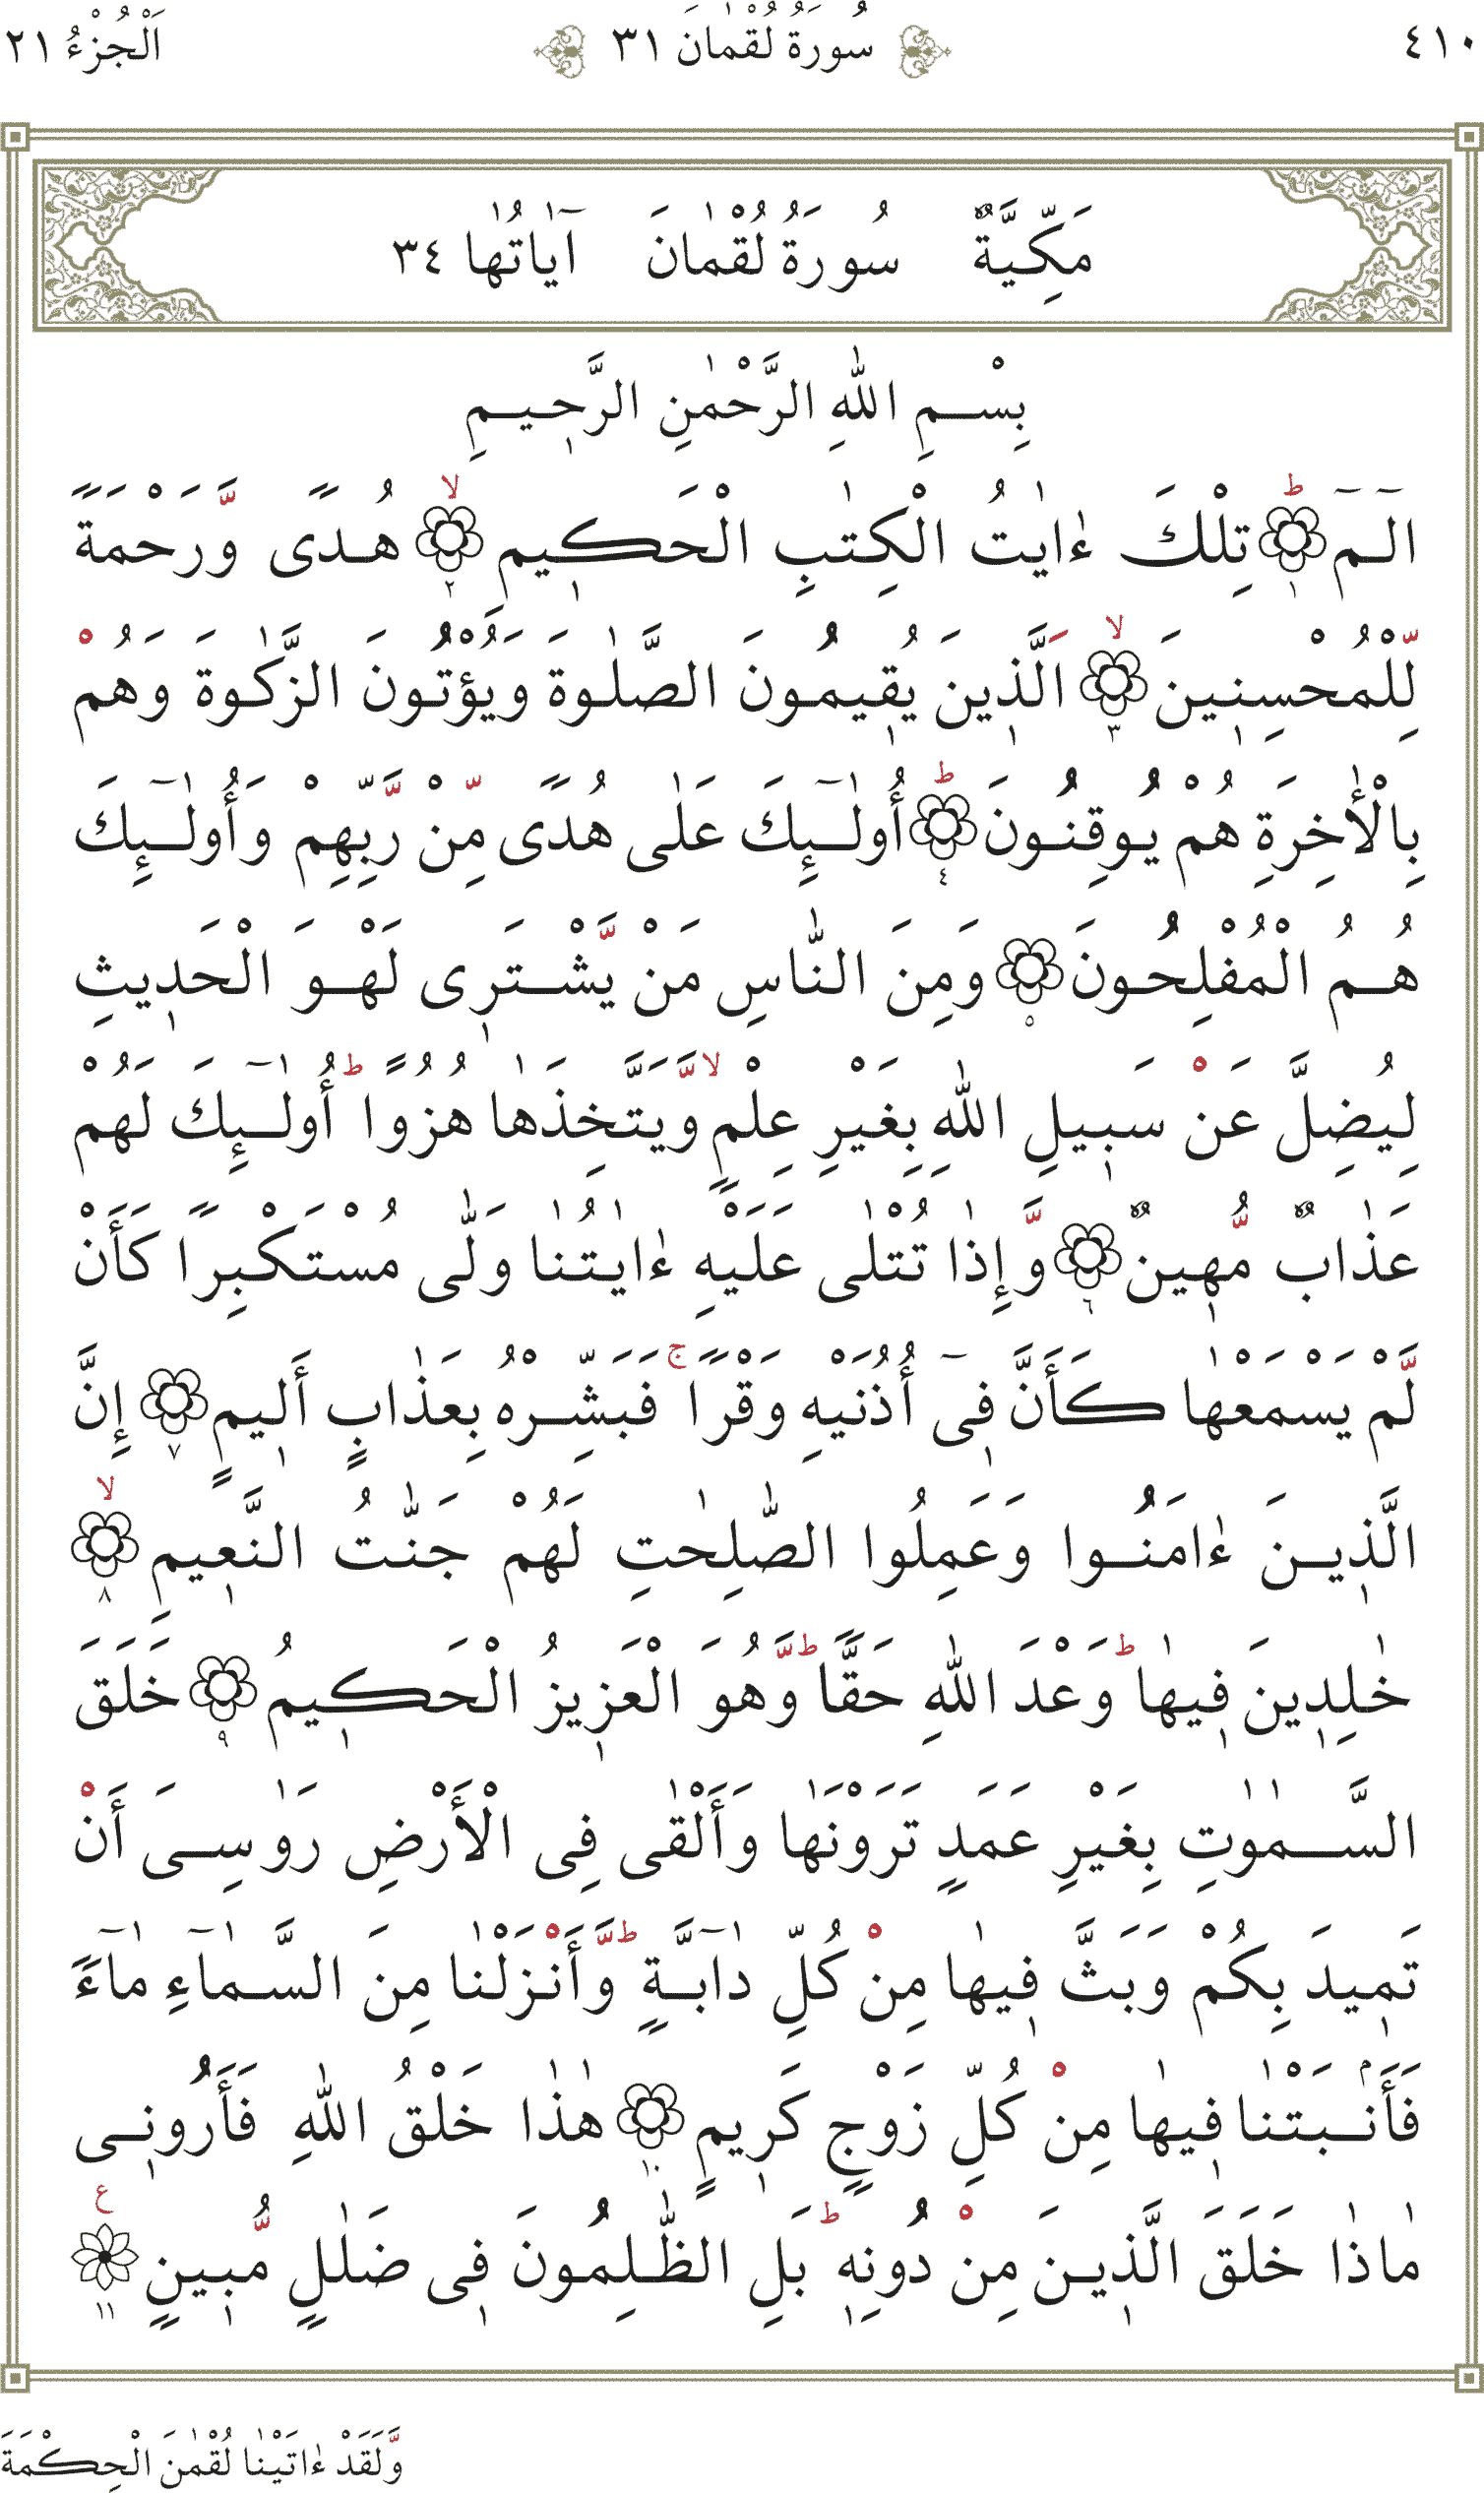 ٤١٠ سُورَةُ لُقْمٰانَ ٣١ اَلْجُزْءُ ٢١
مَكِّيَّةٌ سُورَةُ لُقْمٰانَ آيٰاتُهٰا ٣٤
بِسْمِ اللّٰهِ الرَّحْمٰنِ الرَّحِيمِ
الٓمٓ ١ تِلْكَ ءٰايٰتُ الْكِتٰبِ الْحَكِيمِ ٢ هُدًى وَّرَحْمَةً
لِّلْمُحْسِنِينَ ٣ اَلَّذِينَ يُقِيمُونَ الصَّلٰوةَ وَيُؤْتُونَ الزَّكٰوةَ وَهُمْ
بِالْأٰخِرَةِ هُمْ يُوقِنُونَ ٤ أُولٰٓئِكَ عَلٰى هُدًى مِّنْ رَّبِّهِمْ وَأُولٰٓئِكَ
هُمُ الْمُفْلِحُونَ ٥ وَمِنَ النّٰاسِ مَنْ يَّشْتَرِى لَهْوَ الْحَدِيثِ
لِيُضِلَّ عَنْ سَبِيلِ اللّٰهِ بِغَيْرِ عِلْمٍ لا وَّيَتَّخِذَهٰا هُزُوًا ط أُولٰٓئِكَ لَهُمْ
عَذٰابٌ مُّهِينٌ ٦ وَّإِذٰا تُتْلٰى عَلَيْهِ ءٰايٰتُنٰا وَلّٰى مُسْتَكْبِرًا كَأَنْ
لَّمْ يَسْمَعْهٰا كَأَنَّ فِىٓ أُذُنَيْهِ وَقْرًا ج فَبَشِّرْهُ بِعَذٰابٍ أَلِيمٍ ٧ إِنَّ
الَّذِينَ ءٰامَنُوا وَعَمِلُوا الصّٰلِحٰتِ لَهُمْ جَنّٰتُ النَّعِيمِ ٨
خٰلِدِينَ فِيهٰا ط وَعْدَ اللّٰهِ حَقًّا ط وَّهُوَ الْعَزِيزُ الْحَكِيمُ ٩ خَلَقَ
السَّمٰوٰتِ بِغَيْرِ عَمَدٍ تَرَوْنَهٰا وَأَلْقٰى فِى الْأَرْضِ رَوٰسِىَ أَنْ
تَمِيدَ بِكُمْ وَبَثَّ فِيهٰا مِنْ كُلِّ دٰآبَّةٍ ط وَّأَنْزَلْنٰا مِنَ السَّمٰآءِ مٰآءً
فَأَنۢبَتْنٰا فِيهٰا مِنْ كُلِّ زَوْجٍ كَرِيمٍ ١٠ هٰذٰا خَلْقُ اللّٰهِ فَأَرُونِى
مٰاذٰا خَلَقَ الَّذِينَ مِنْ دُونِهِ ط بَلِ الظّٰلِمُونَ فِى ضَلٰلٍ مُّبِينٍ ١١ ع
وَّلَقَدْ ءٰاتَيْنٰا لُقْمٰنَ الْحِكْمَةَ